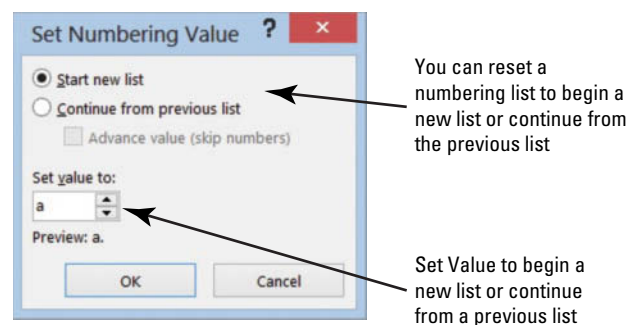 Set Numbering Value ? ×
Start new list
Continue from previous list
Advance value (skip numbers)
Set value to:
a
Preview: a.
OK Cancel
You can reset a
numbering list to begin a
new list or continue from
the previous list
Set Value to begin a
new list or continue
from a previous list